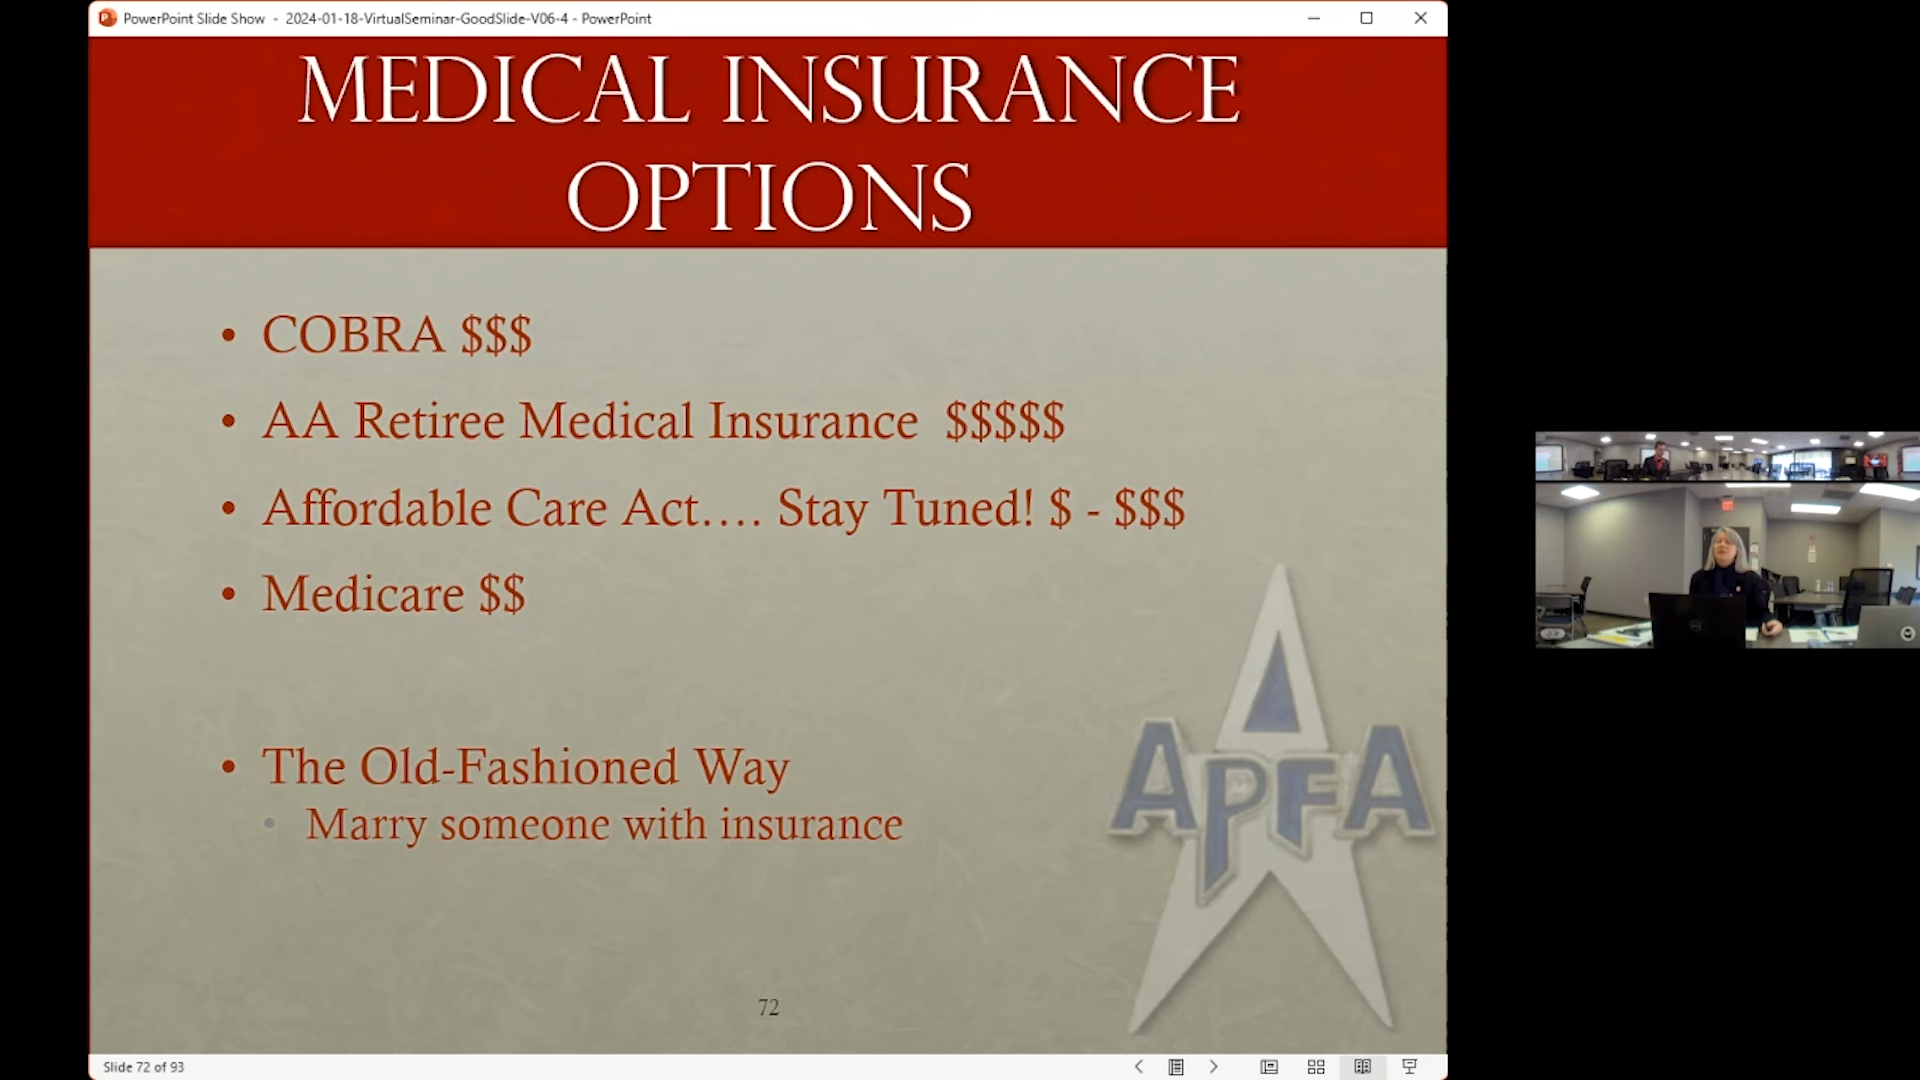 PowerPoint Slide Show - 2024-01-18-VirtualSeminar-GoodSlide-V06-4 - PowerPoint
MEDICAL INSURANCE
OPTIONS
• COBRA $$$
• AA Retiree Medical Insurance $$$$$
• Affordable Care Act.... Stay Tuned! $ - $$$
• Medicare $$
• The Old-Fashioned Way
• Marry someone with insurance
APFA
72
Slide 72 of 93